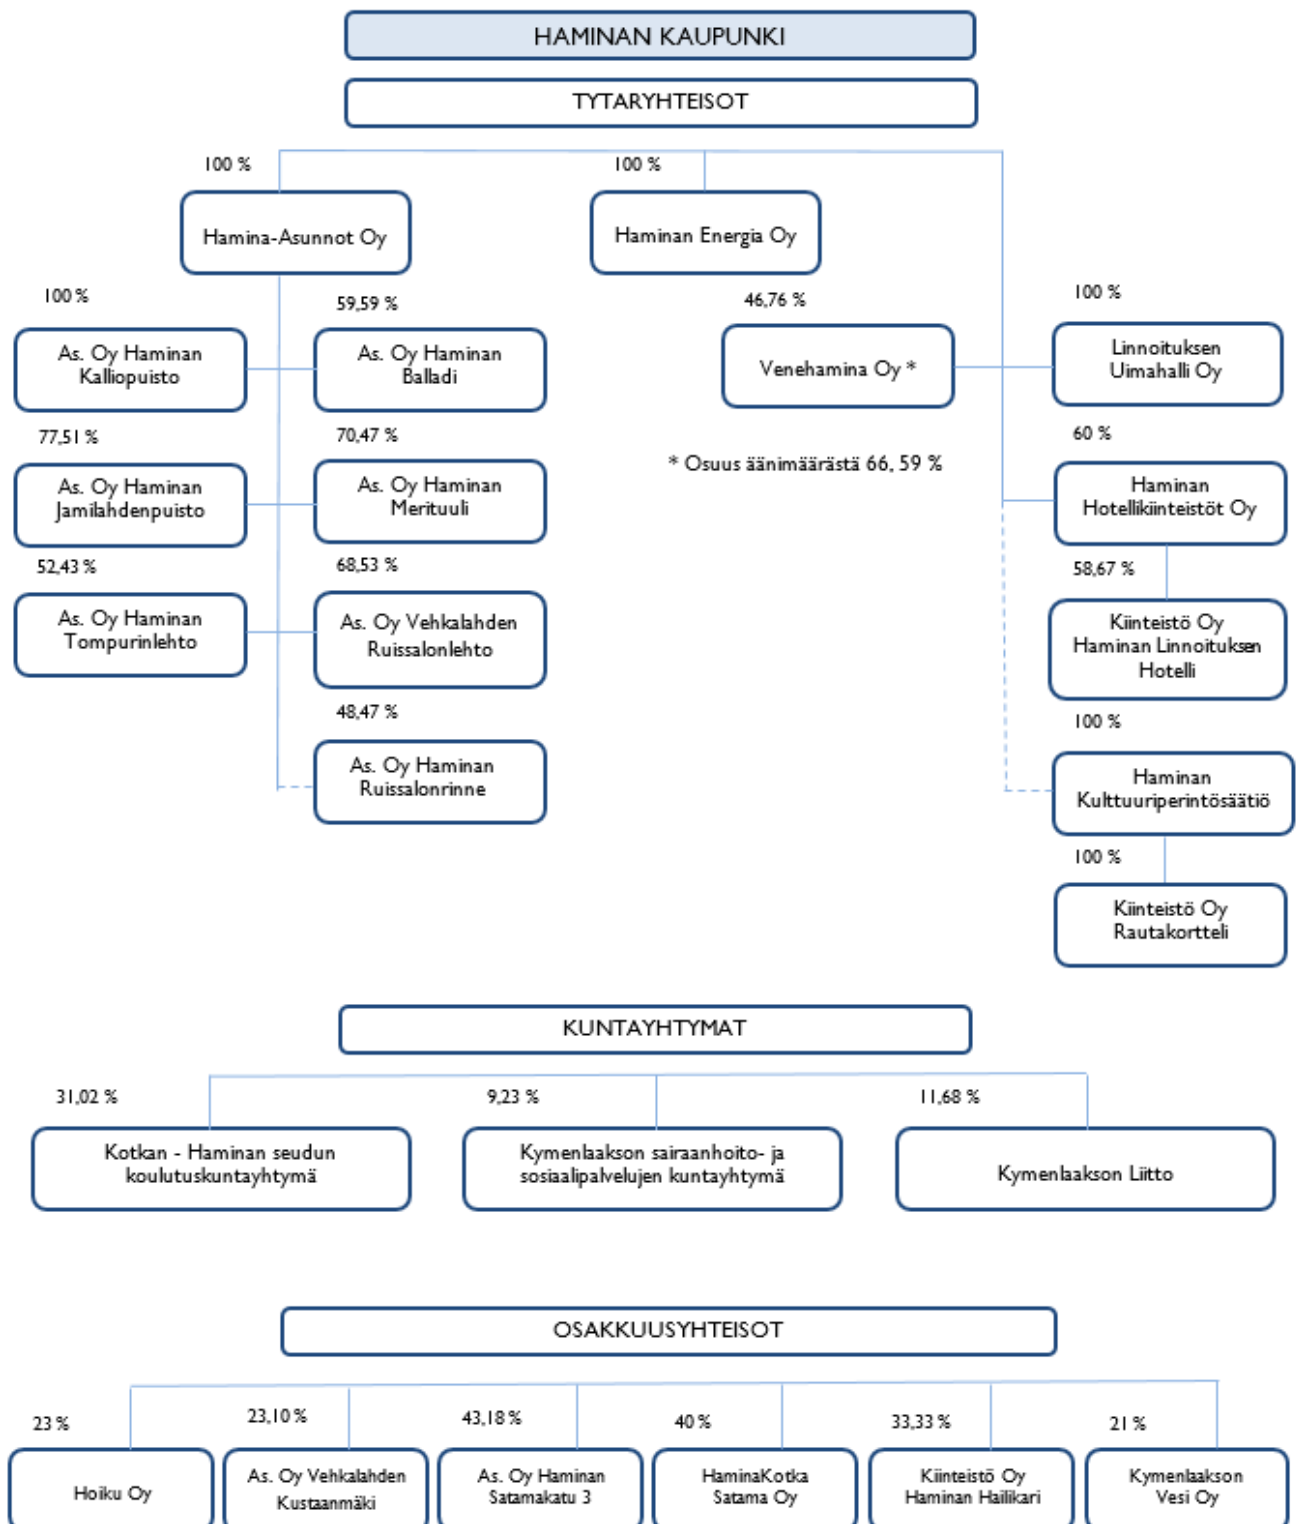 HAMINAN KAUPUNKI
TYTARYHTEISOT
100 %
100 %
Hamina-Asunnot Oy
Haminan Energia Oy
100 %
59,59 %
46,76 %
100 %
As. Oy Haminan
Kalliopuisto
As. Oy Haminan
Balladi
Venehamina Oy *
Linnoituksen
Uimahalli Oy
77,51 %
70,47 %
60 %
* Osuus äänimäärästä 66, 59 %
As. Oy Haminan
Jamilahdenpuisto
As. Oy Haminan
Merituuli
Haminan
Hotellikiinteistöt Oy
52,43 %
68,53 %
58,67 %
As. Oy Haminan
Tompurinlehto
As. Oy Vehkalahden
Ruissalonlehto
Kiinteistö Oy
Haminan Linnoituksen
Hotelli
48,47 %
100 %
As. Oy Haminan
Ruissalonrinne
Haminan
Kulttuuriperintösäätiö
100 %
Kiinteistö Oy
Rautakortteli
KUNTAYHTYMAT
31,02 %
9,23 %
11,68 %
Kotkan - Haminan seudun
koulutuskuntayhtymä
Kymenlaakson sairaanhoito- ja
sosiaalipalvelujen kuntayhtymä
Kymenlaakson Liitto
OSAKKUUSYHTEISOT
23 %
23,10 %
43,18 %
40 %
33,33 %
21 %
Hoiku Oy
As. Oy Vehkalahden
Kustaanmäki
As. Oy Haminan
Satamakatu 3
HaminaKotka
Satama Oy
Kiinteistö Oy
Haminan Hailikari
Kymenlaakson
Vesi Oy